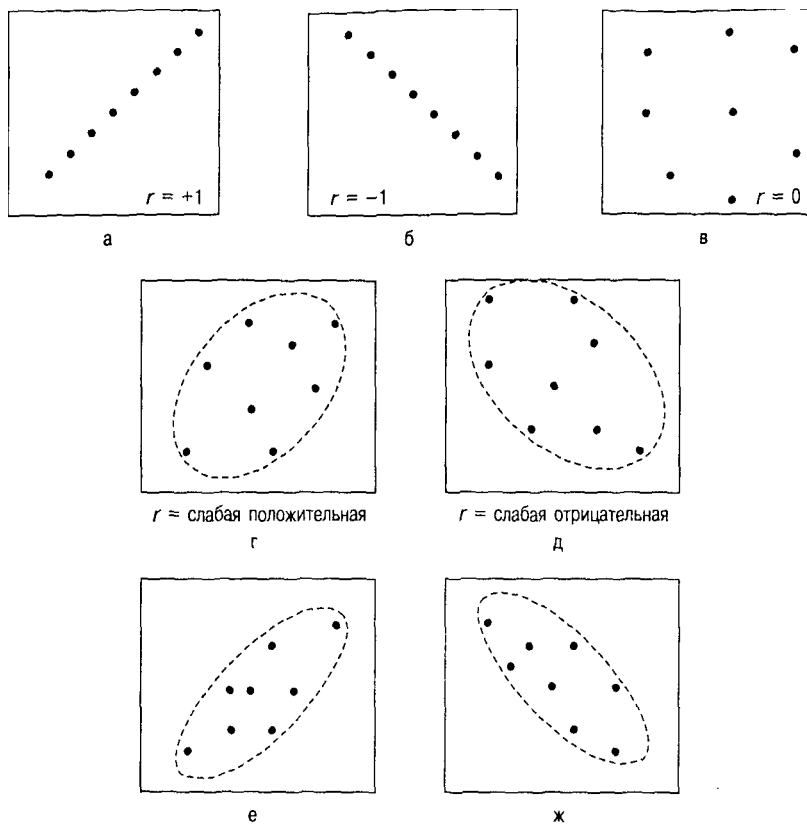 r = +1
r = −1
r = 0
а
б
в
r = слабая положительная
r = слабая отрицательная
г
д
е
ж